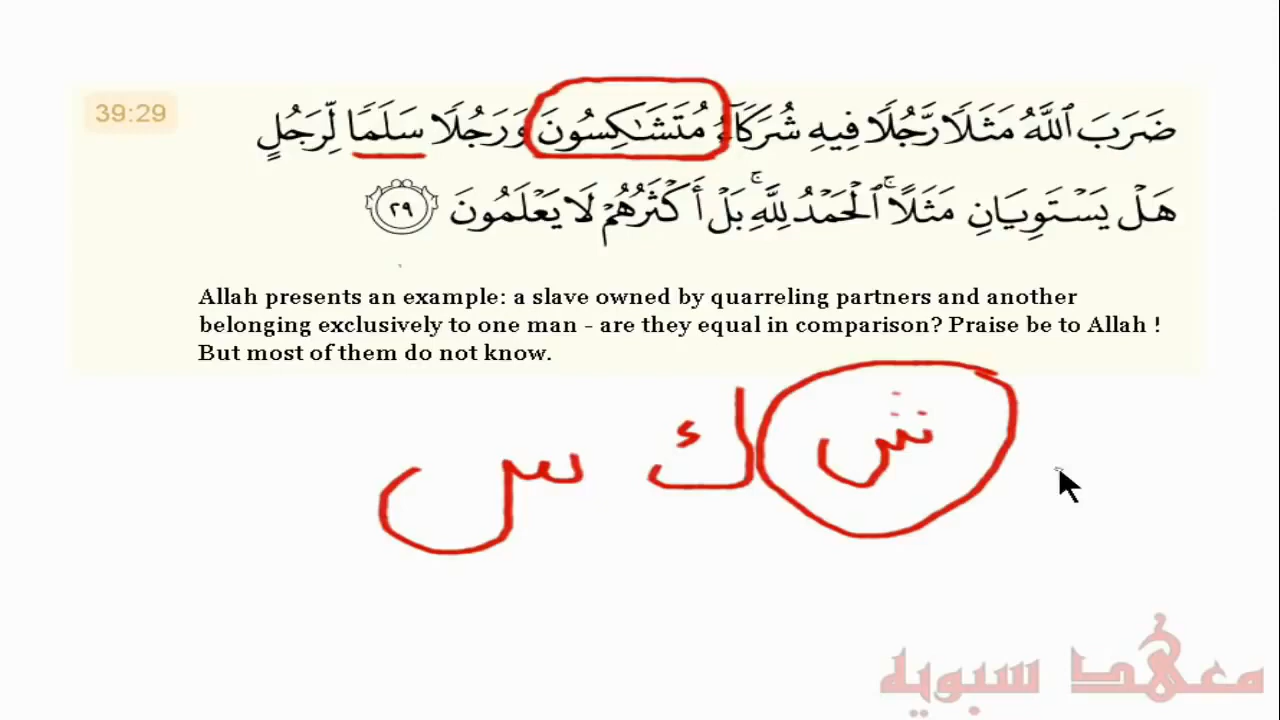 39:29
ضَرَبَ ٱللَّهُ مَثَلًا رَّجُلًا فِيهِ شُرَكَآءُ مُتَشَـٰكِسُونَ وَرَجُلًا سَلَمًا لِّرَجُلٍ
هَلْ يَسْتَوِيَانِ مَثَلًا ۚ ٱلْحَمْدُ لِلَّهِ ۚ بَلْ أَكْثَرُهُمْ لَا يَعْلَمُونَ ٢٩
Allah presents an example: a slave owned by quarreling partners and another
belonging exclusively to one man - are they equal in comparison? Praise be to Allah !
But most of them do not know.
ش ك س
معهد سبويه